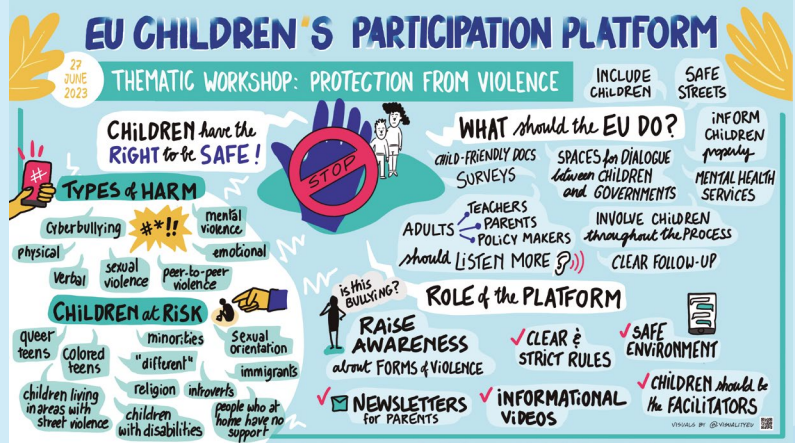 EU CHILDREN'S PARTICIPATION PLATFORM
27
JUNE
2023
THEMATIC WORKSHOP: PROTECTION FROM VIOLENCE
CHILDREN have the
RIGHT to be SAFE!
STOP
#
TYPES of HARM
Cyberbullying
#*!!
mental
violence
physical
emotional
Verbal
sexual
violence
peer-to-peer
violence
CHILDREN at RISK
queer
teens
Colored
teens
minorities
"different"
sexual
orientation
immigrants
religion
introverts
children living
in areas with
street violence
children
with disabilities
people who at
home have no
support
WHAT should the EU DO?
INCLUDE
CHILDREN
SAFE
STREETS
INFORM
CHILDREN
properly
CHILD-FRIENDLY DOCS
SURVEYS
SPACES for DIALOGUE
between CHILDREN
and GOVERNMENTS
MENTAL HEALTH
SERVICES
ADULTS
TEACHERS
PARENTS
POLICY MAKERS
should LISTEN MORE
INVOLVE CHILDREN
throughout the PROCESS
CLEAR FOLLOW-UP
is this
BULLYING?
ROLE of the PLATFORM
RAISE
AWARENESS
about FORMS of VIOLENCE
CLEAR &
STRICT RULES
SAFE
ENVIRONMENT
NEWSLETTERS
for PARENTS
INFORMATIONAL
VIDEOS
CHILDREN should be
the FACILITATORS
VISUALS BY @VISUALITYEU